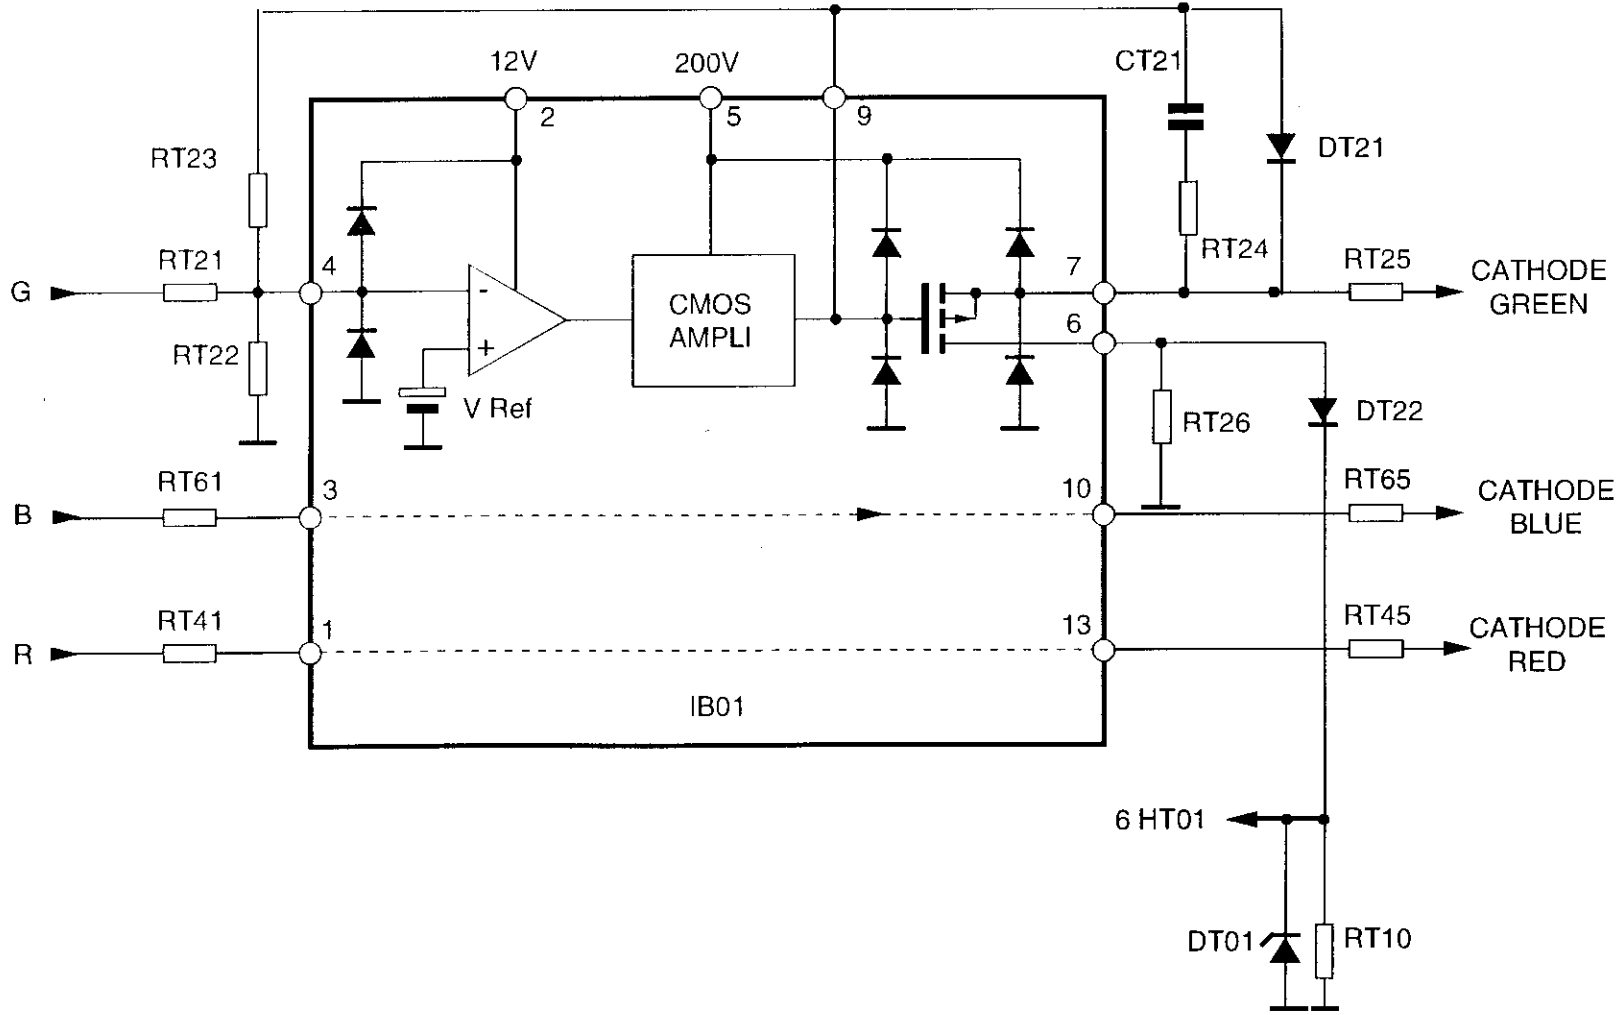 12V
200V
CT21
2
5
9
RT23
DT21
RT21
4
7
RT24
RT25
G
-
CMOS
AMPLI
CATHODE
GREEN
6
RT22
+
V Ref
RT26
DT22
RT61
3
10
RT65
B
CATHODE
BLUE
RT41
1
13
RT45
R
CATHODE
RED
IB01
6 HT01
DT01
RT10